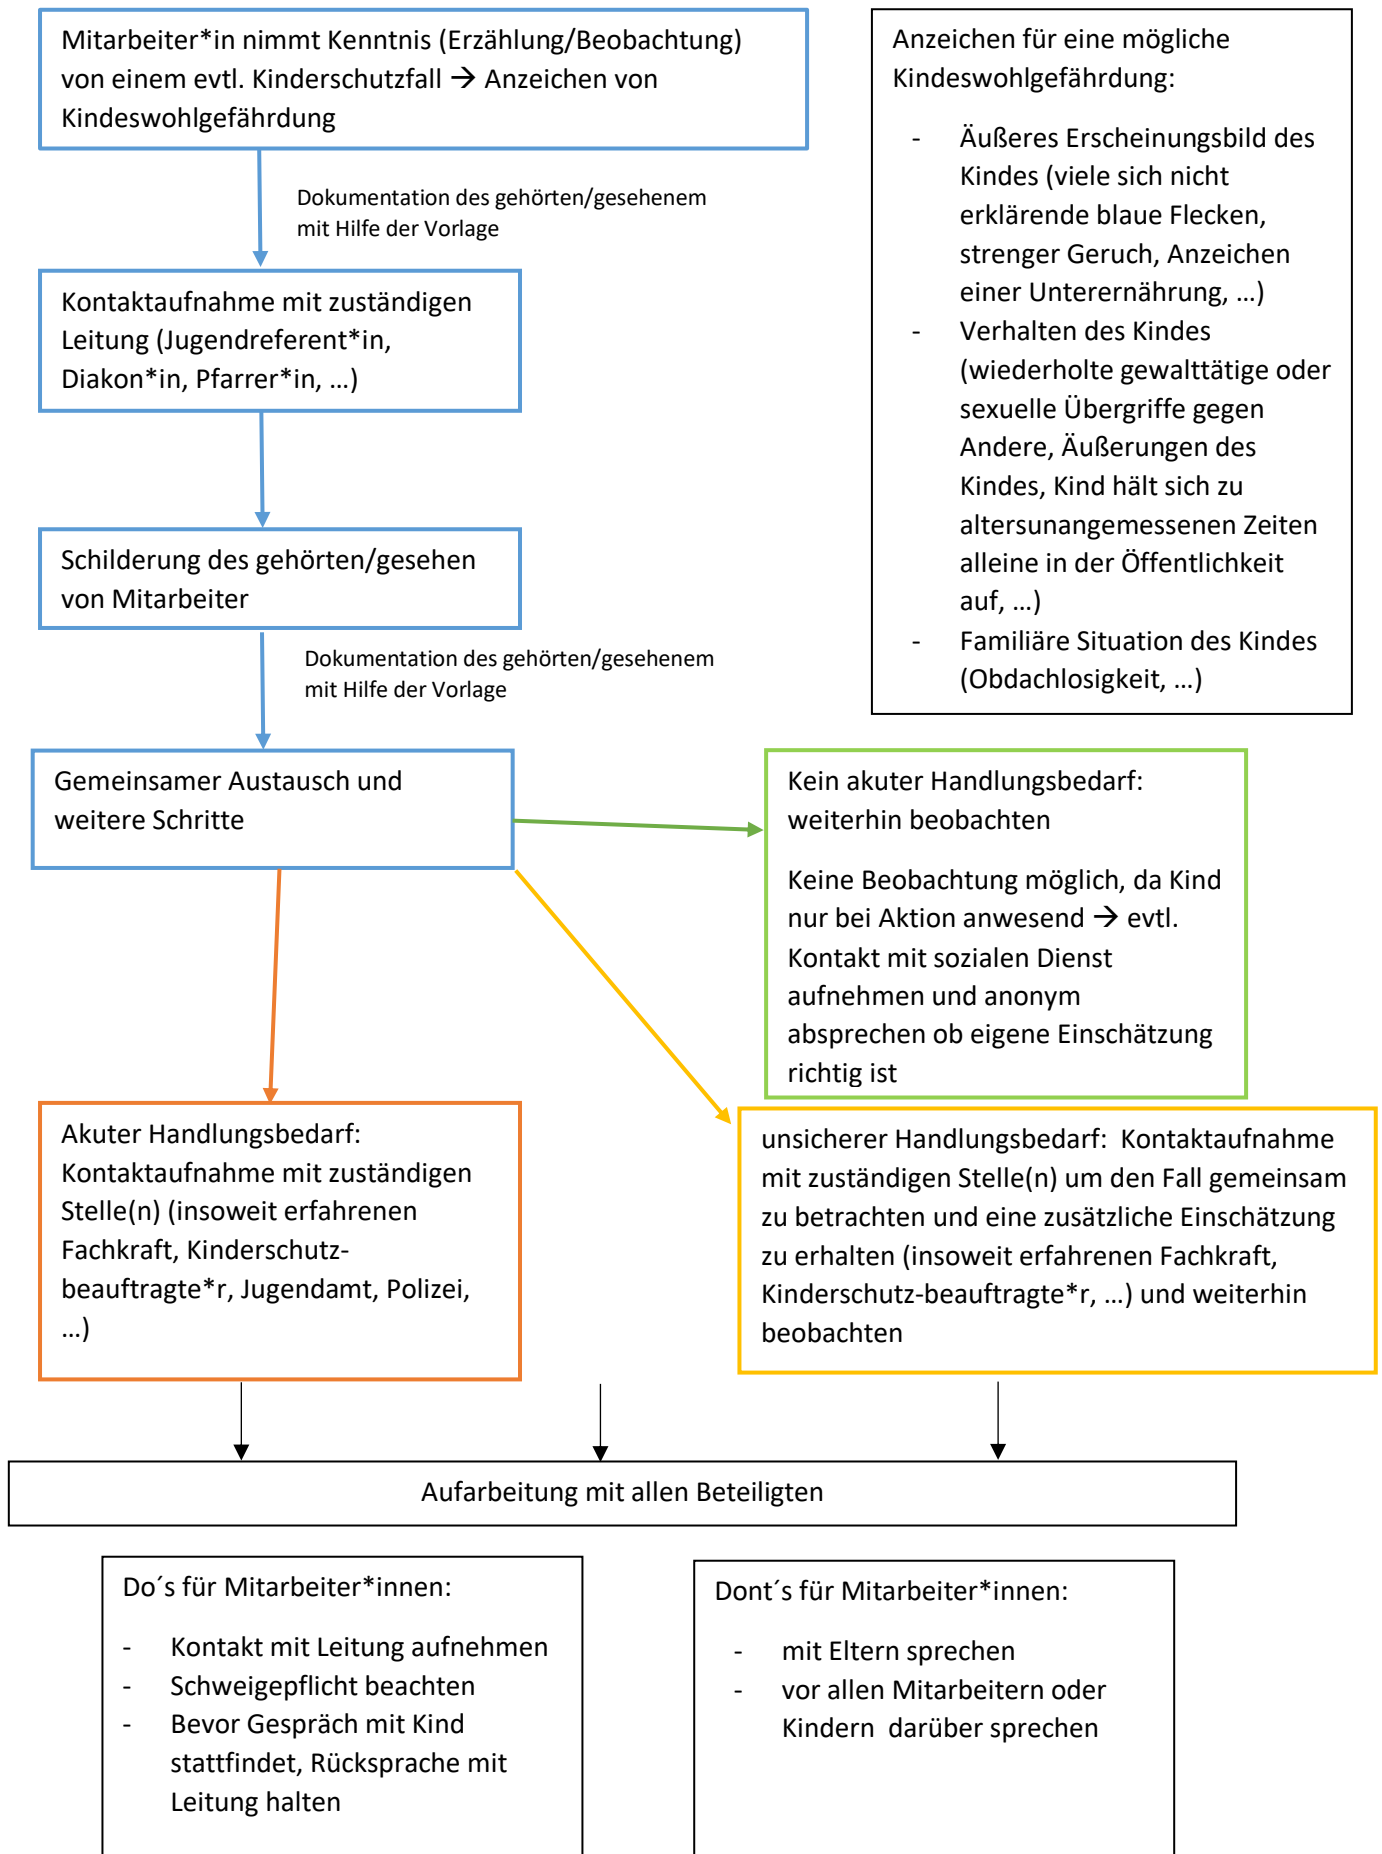 Mitarbeiter*in nimmt Kenntnis (Erzählung/Beobachtung)
von einem evtl. Kinderschutzfall → Anzeichen von
Kindeswohlgefährdung
Dokumentation des gehörten/gesehenem
mit Hilfe der Vorlage
Kontaktaufnahme mit zuständigen
Leitung (Jugendreferent*in,
Diakon*in, Pfarrer*in, …)
Schilderung des gehörten/gesehen
von Mitarbeiter
Dokumentation des gehörten/gesehenem
mit Hilfe der Vorlage
Gemeinsamer Austausch und
weitere Schritte
Anzeichen für eine mögliche
Kindeswohlgefährdung:
- Äußeres Erscheinungsbild des
Kindes (viele sich nicht
erklärende blaue Flecken,
strenger Geruch, Anzeichen
einer Unterernährung, …)
- Verhalten des Kindes
(wiederholte gewalttätige oder
sexuelle Übergriffe gegen
Andere, Äußerungen des
Kindes, Kind hält sich zu
altersunangemessenen Zeiten
alleine in der Öffentlichkeit
auf, …)
- Familiäre Situation des Kindes
(Obdachlosigkeit, …)
Kein akuter Handlungsbedarf:
weiterhin beobachten
Keine Beobachtung möglich, da Kind
nur bei Aktion anwesend → evtl.
Kontakt mit sozialen Dienst
aufnehmen und anonym
absprechen ob eigene Einschätzung
richtig ist
Akuter Handlungsbedarf:
Kontaktaufnahme mit zuständigen
Stelle(n) (insoweit erfahrenen
Fachkraft, Kinderschutz-
beauftragte*r, Jugendamt, Polizei,
…)
unsicherer Handlungsbedarf:  Kontaktaufnahme
mit zuständigen Stelle(n) um den Fall gemeinsam
zu betrachten und eine zusätzliche Einschätzung
zu erhalten (insoweit erfahrenen Fachkraft,
Kinderschutz-beauftragte*r, …) und weiterhin
beobachten
Aufarbeitung mit allen Beteiligten
Do´s für Mitarbeiter*innen:
- Kontakt mit Leitung aufnehmen
- Schweigepflicht beachten
- Bevor Gespräch mit Kind
stattfindet, Rücksprache mit
Leitung halten
Dont´s für Mitarbeiter*innen:
- mit Eltern sprechen
- vor allen Mitarbeitern oder
Kindern  darüber sprechen